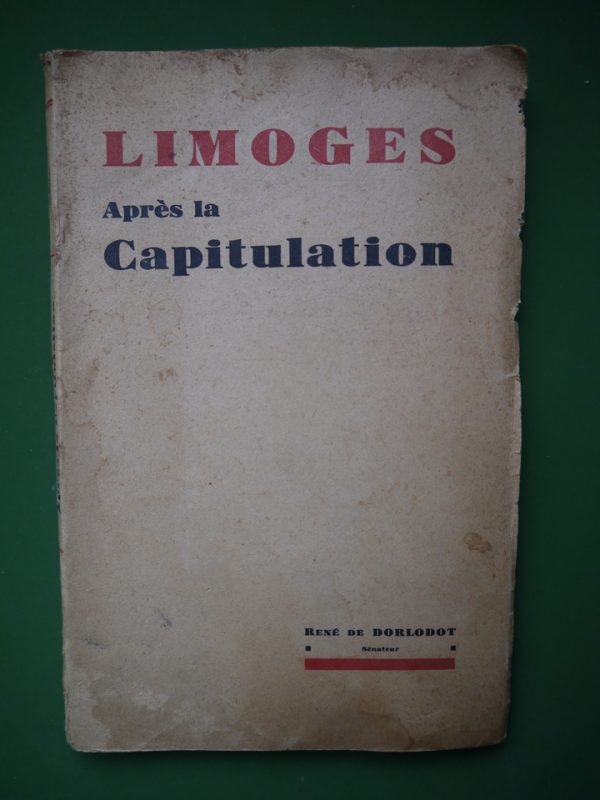 LIMOGES
Après la
Capitulation
René de DORLODOT
Sénateur